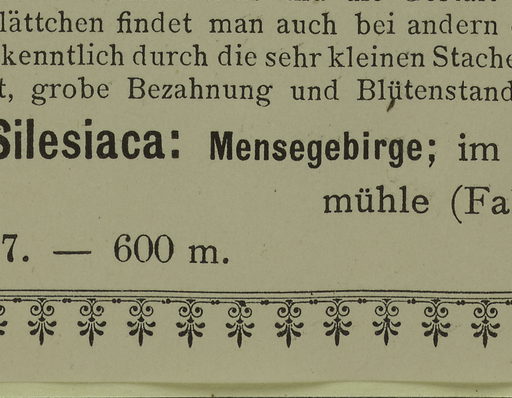 lättchen findet man auch bei andern
kenntlich durch die sehr kleinen Stache
t, grobe Bezahnung und Blütenstand
Silesiaca: Mensegebirge; im
mühle (Fa
7. — 600 m.